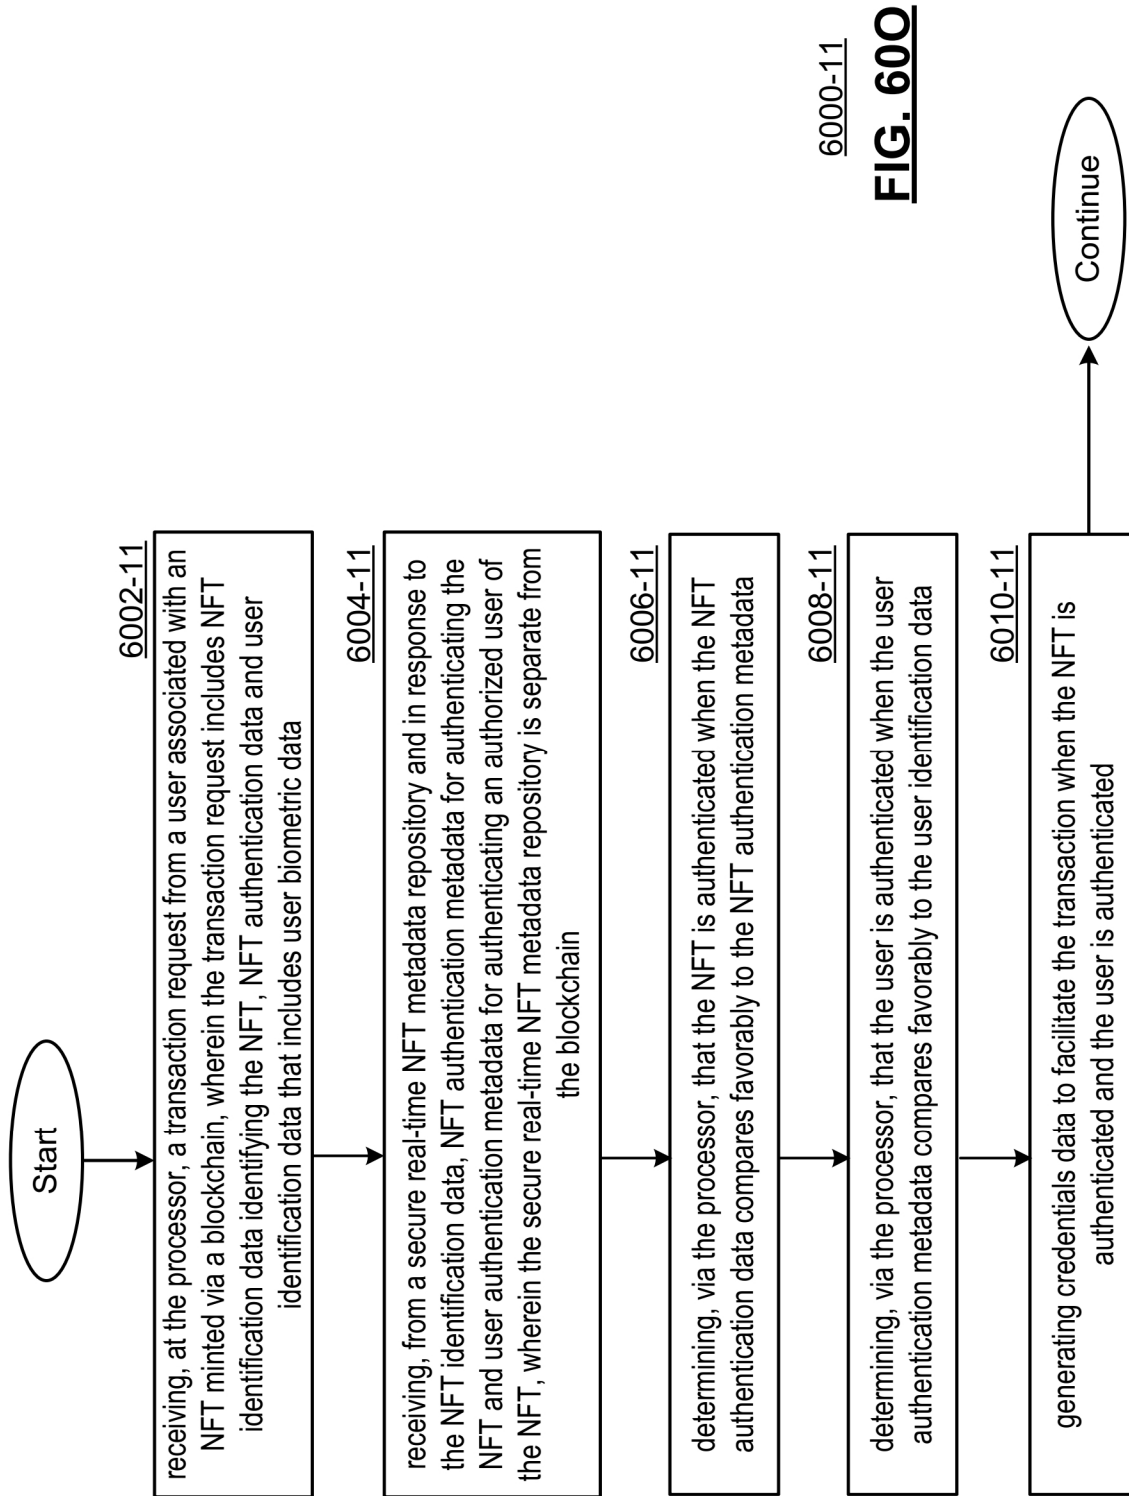 Start
6002-11
receiving, at the processor, a transaction request from a user associated with an
NFT minted via a blockchain, wherein the transaction request includes NFT
identification data identifying the NFT, NFT authentication data and user
identification data that includes user biometric data
6004-11
receiving, from a secure real-time NFT metadata repository and in response to
the NFT identification data, NFT authentication metadata for authenticating the
NFT and user authentication metadata for authenticating an authorized user of
the NFT, wherein the secure real-time NFT metadata repository is separate from
the blockchain
6006-11
determining, via the processor, that the NFT is authenticated when the NFT
authentication data compares favorably to the NFT authentication metadata
6008-11
determining, via the processor, that the user is authenticated when the user
authentication metadata compares favorably to the user identification data
6010-11
generating credentials data to facilitate the transaction when the NFT is
authenticated and the user is authenticated
Continue
6000-11
FIG. 60O